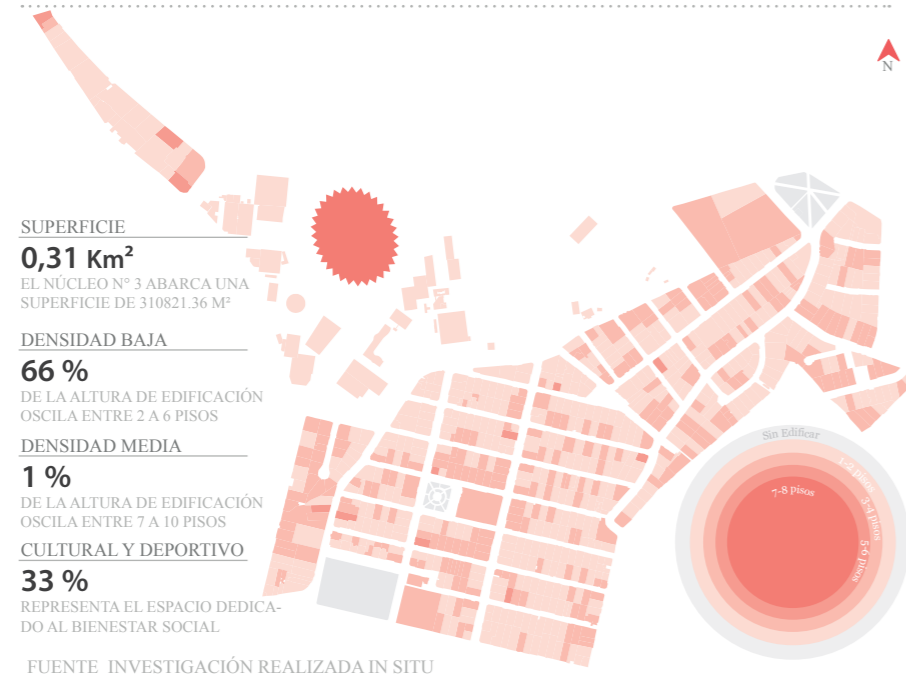 N
SUPERFICIE
0,31 Km²
EL NÚCLEO N° 3 ABARCA UNA
SUPERFICIE DE 310821.36 M²
DENSIDAD BAJA
66 %
DE LA ALTURA DE EDIFICACIÓN
OSCILA ENTRE 2 A 6 PISOS
DENSIDAD MEDIA
1 %
DE LA ALTURA DE EDIFICACIÓN
OSCILA ENTRE 7 A 10 PISOS
CULTURAL Y DEPORTIVO
33 %
REPRESENTA EL ESPACIO DEDICA-
DO AL BIENESTAR SOCIAL
FUENTE INVESTIGACIÓN REALIZADA IN SITU
Sin Edificar
1-2 pisos
3-4 pisos
5-6 pisos
7-8 pisos